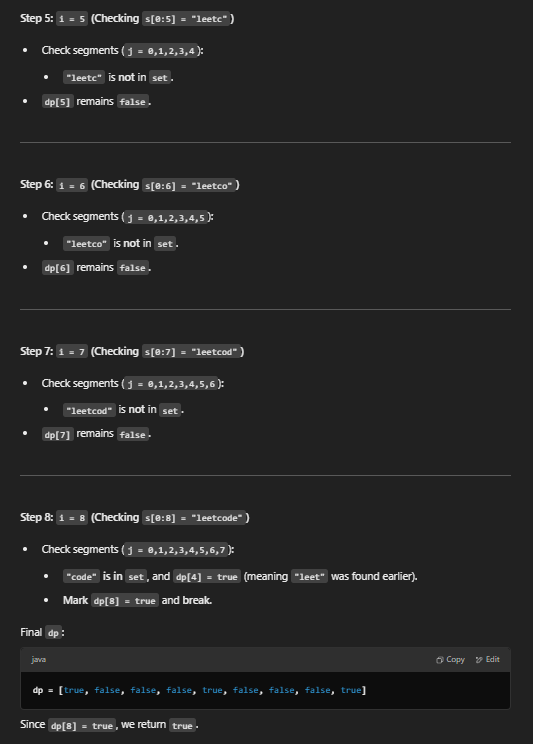 Step 5: i = 5 (Checking s[0:5] = "leetc")
Check segments (j = 0,1,2,3,4):
"leetc" is not in set.
dp[5] remains false.
Step 6: i = 6 (Checking s[0:6] = "leetco")
Check segments (j = 0,1,2,3,4,5):
"leetco" is not in set.
dp[6] remains false.
Step 7: i = 7 (Checking s[0:7] = "leetcod")
Check segments (j = 0,1,2,3,4,5,6):
"leetcod" is not in set.
dp[7] remains false.
Step 8: i = 8 (Checking s[0:8] = "leetcode")
Check segments (j = 0,1,2,3,4,5,6,7):
"code" is in set, and dp[4] = true (meaning "leet" was found earlier).
Mark dp[8] = true and break.
Final dp:
java Copy Edit
dp = [true, false, false, false, true, false, false, false, true]
Since dp[8] = true, we return true.